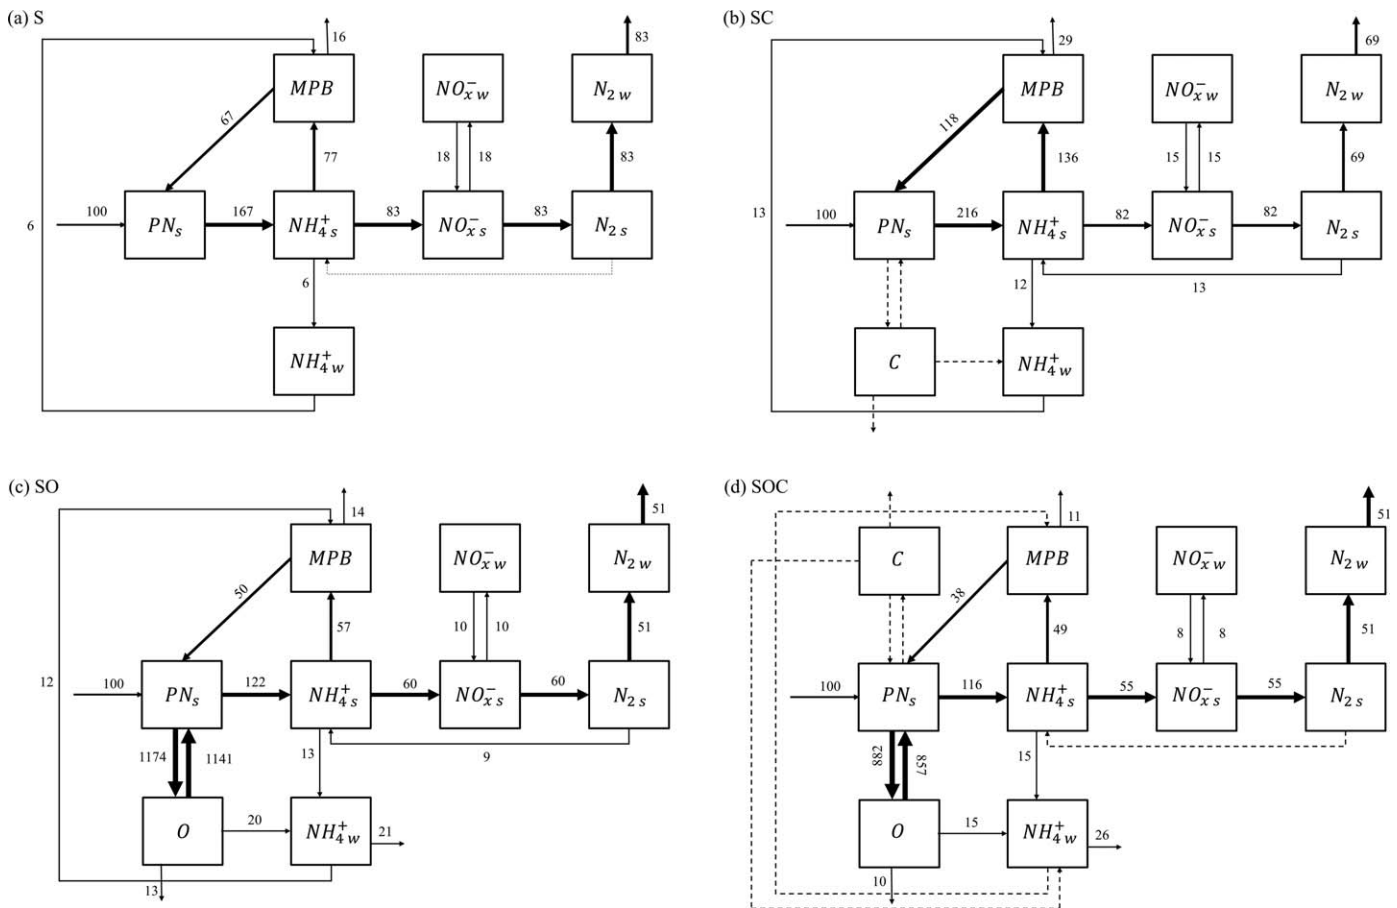 (a) S
16
83
MPB
NO⁻ₓ w
N₂ w
67
77
18
18
83
100
167
83
83
6
PNₛ
NH⁺₄ s
NO⁻ₓ s
N₂ s
6
NH⁺₄ w
(b) SC
29
69
MPB
NO⁻ₓ w
N₂ w
118
136
15
15
69
100
216
82
82
13
PNₛ
NH⁺₄ s
NO⁻ₓ s
N₂ s
12
13
C
NH⁺₄ w
(c) SO
14
51
MPB
NO⁻ₓ w
N₂ w
50
57
10
10
51
12
100
122
60
60
PNₛ
NH⁺₄ s
NO⁻ₓ s
N₂ s
1174
1141
13
9
O
20
NH⁺₄ w
21
13
(d) SOC
11
51
C
MPB
NO⁻ₓ w
N₂ w
38
49
8
8
51
100
116
55
55
PNₛ
NH⁺₄ s
NO⁻ₓ s
N₂ s
882
857
15
O
15
NH⁺₄ w
26
10